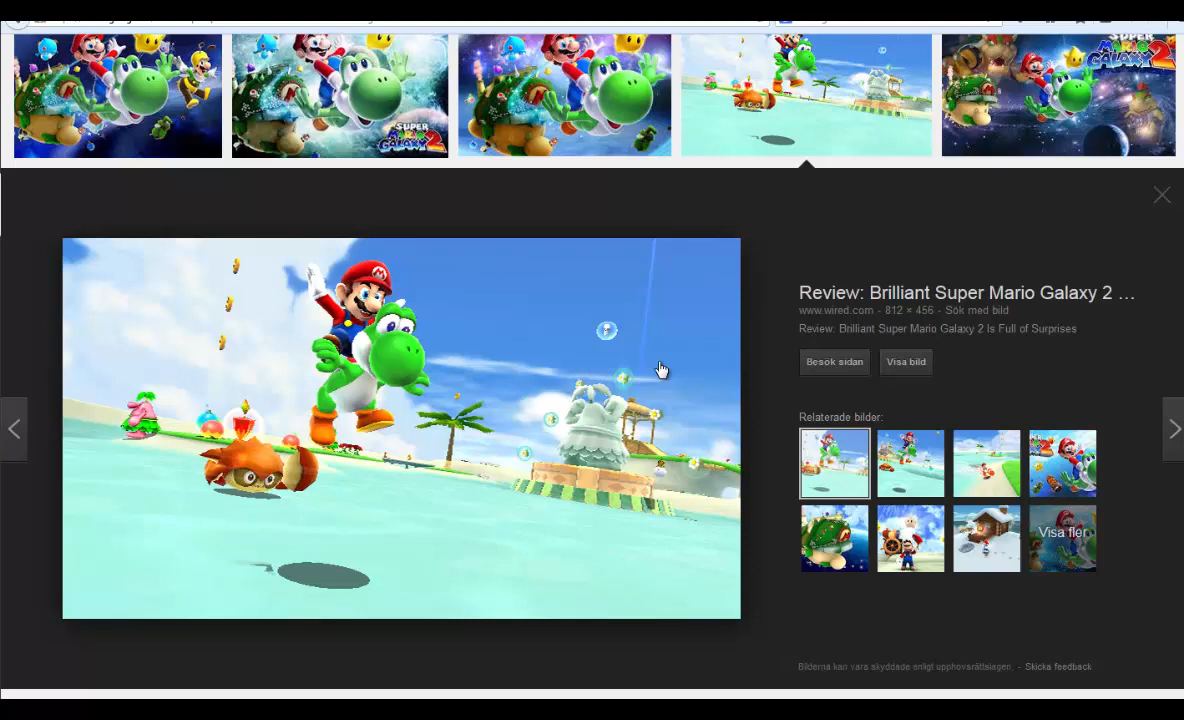 SUPER
MARIO
GALAXY 2
SUPER
MARIO
GALAXY 2
Review: Brilliant Super Mario Galaxy 2 ...
www.wired.com - 812 × 456 - Sök med bild
Review: Brilliant Super Mario Galaxy 2 Is Full of Surprises
Besök sidan
Visa bild
Relaterade bilder:
Visa fler
Bilderna kan vara skyddade enligt upphovsrättslagen. - Skicka feedback